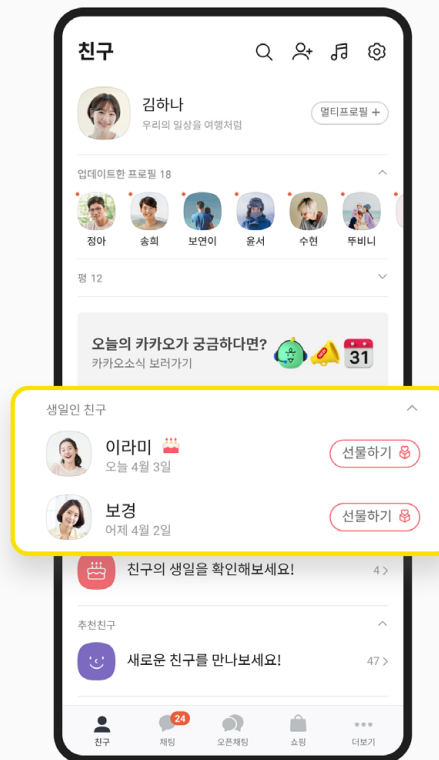 친구
김하나
우리의 일상을 여행처럼
멀티프로필 +
업데이트한 프로필 18
정아 송희 보연이 윤서 수현 뚜비니
펑 12
오늘의 카카오가 궁금하다면?
카카오소식 보러가기
31
생일인 친구
이라미
오늘 4월 3일
선물하기
보경
어제 4월 2일
선물하기
친구의 생일을 확인해보세요! 4 >
추천친구
새로운 친구를 만나보세요! 47 >
24
친구 채팅 오픈채팅 쇼핑 더보기